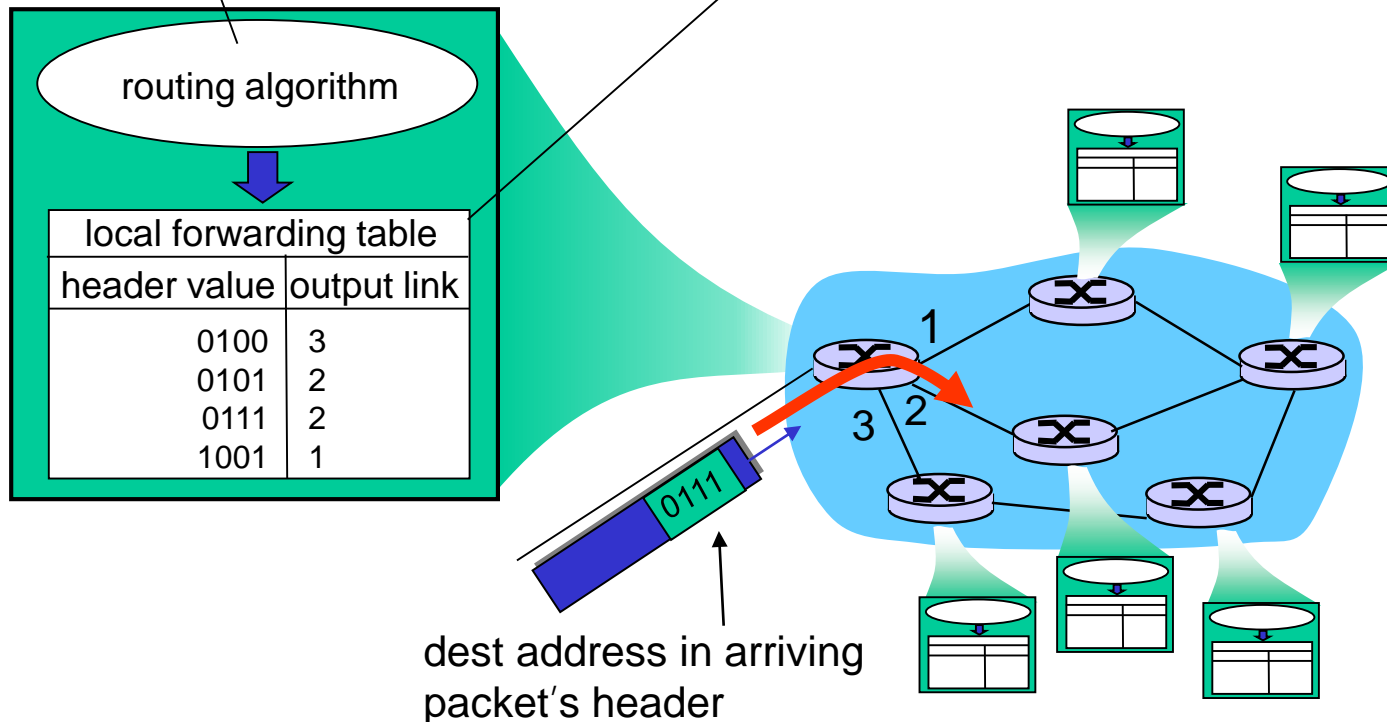 routing algorithm
local forwarding table
header value output link
0100 3
0101 2
0111 2
1001 1
1
2
3
0111
dest address in arriving
packet′s header